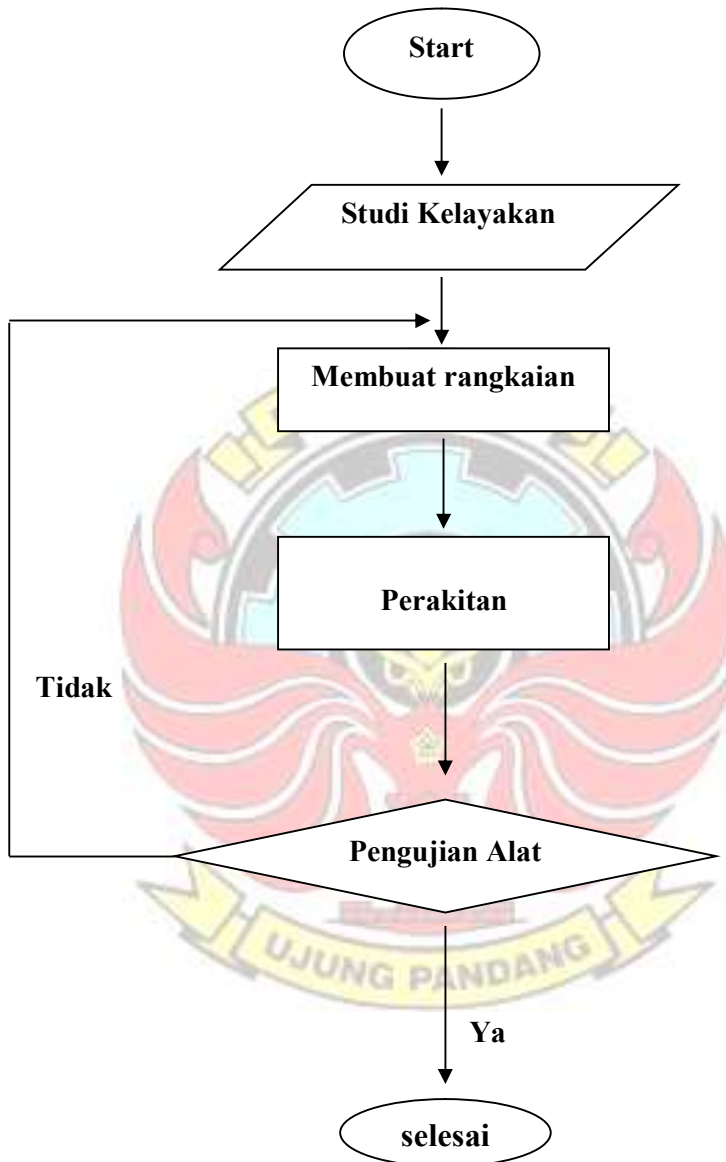 Start
Studi Kelayakan
Membuat rangkaian
Perakitan
Tidak
Pengujian Alat
UJUNG PANDANG
Ya
selesai